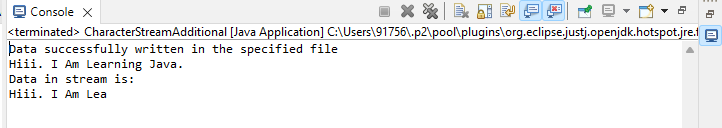 Console
<terminated> CharacterStreamAdditional [Java Application] C:\Users\91756\.p2\pool\plugins\org.eclipse.justj.openjdk.hotspot.jre.f
Data successfully written in the specified file
Hiii. I Am Learning Java.
Data in stream is:
Hiii. I Am Lea